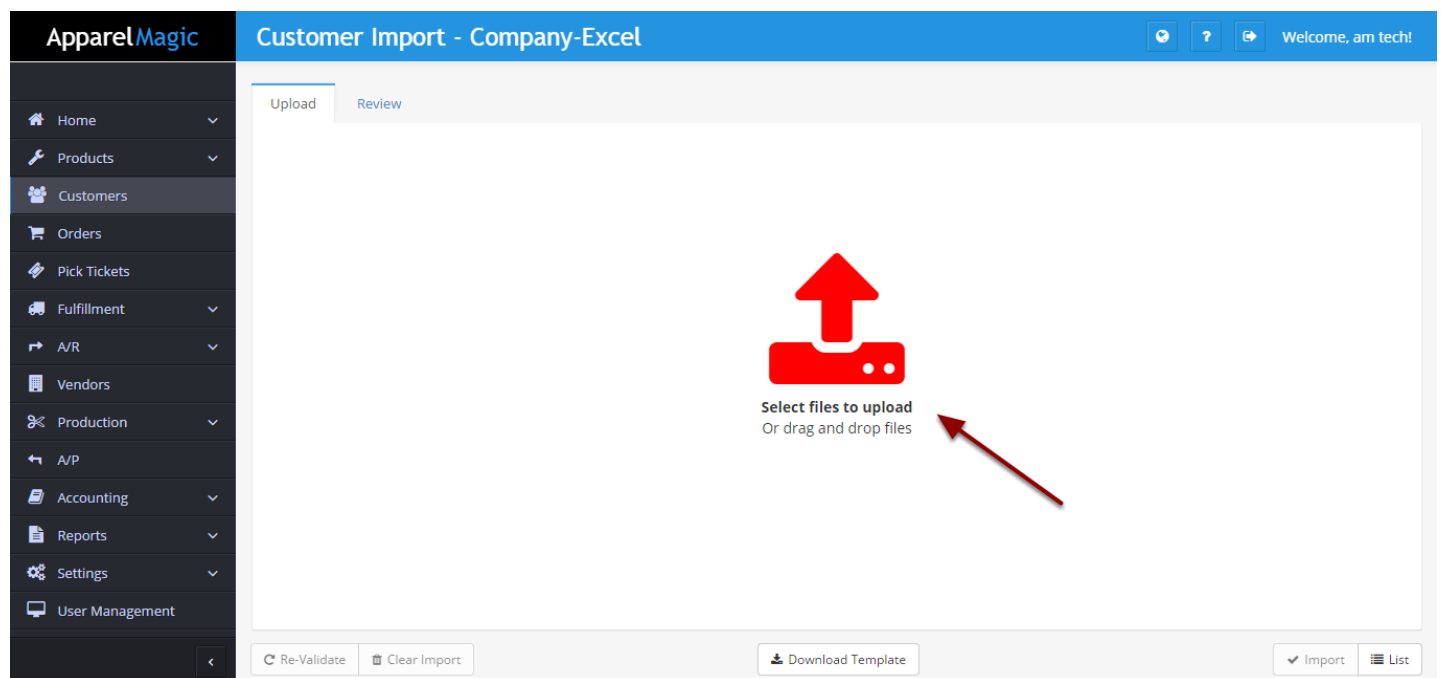 ApparelMagic
Customer Import - Company-Excel
? Welcome, am tech!
Home
Products
Customers
Orders
Pick Tickets
Fulfillment
A/R
Vendors
Production
A/P
Accounting
Reports
Settings
User Management
Upload Review
Select files to upload
Or drag and drop files
Re-Validate Clear Import Download Template Import List